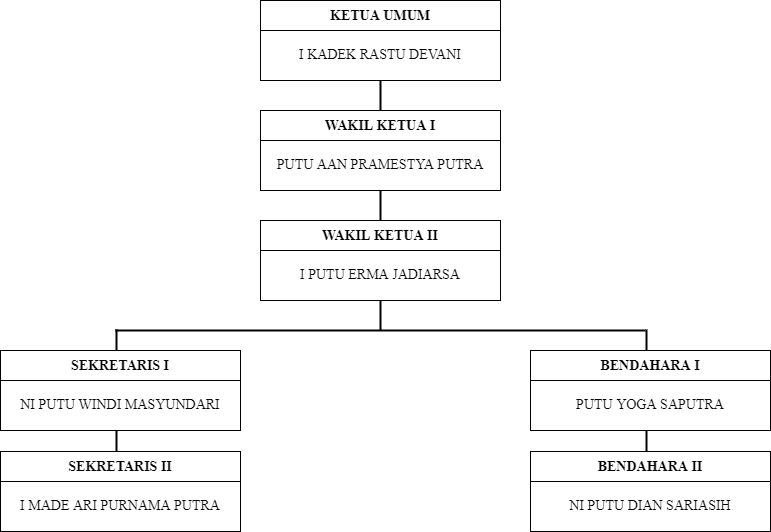 KETUA UMUM
I KADEK RASTU DEVANI
WAKIL KETUA I
PUTU AAN PRAMESTYA PUTRA
WAKIL KETUA II
I PUTU ERMA JADIARSA
SEKRETARIS I
NI PUTU WINDI MASYUNDARI
SEKRETARIS II
I MADE ARI PURNAMA PUTRA
BENDAHARA I
PUTU YOGA SAPUTRA
BENDAHARA II
NI PUTU DIAN SARIASIH